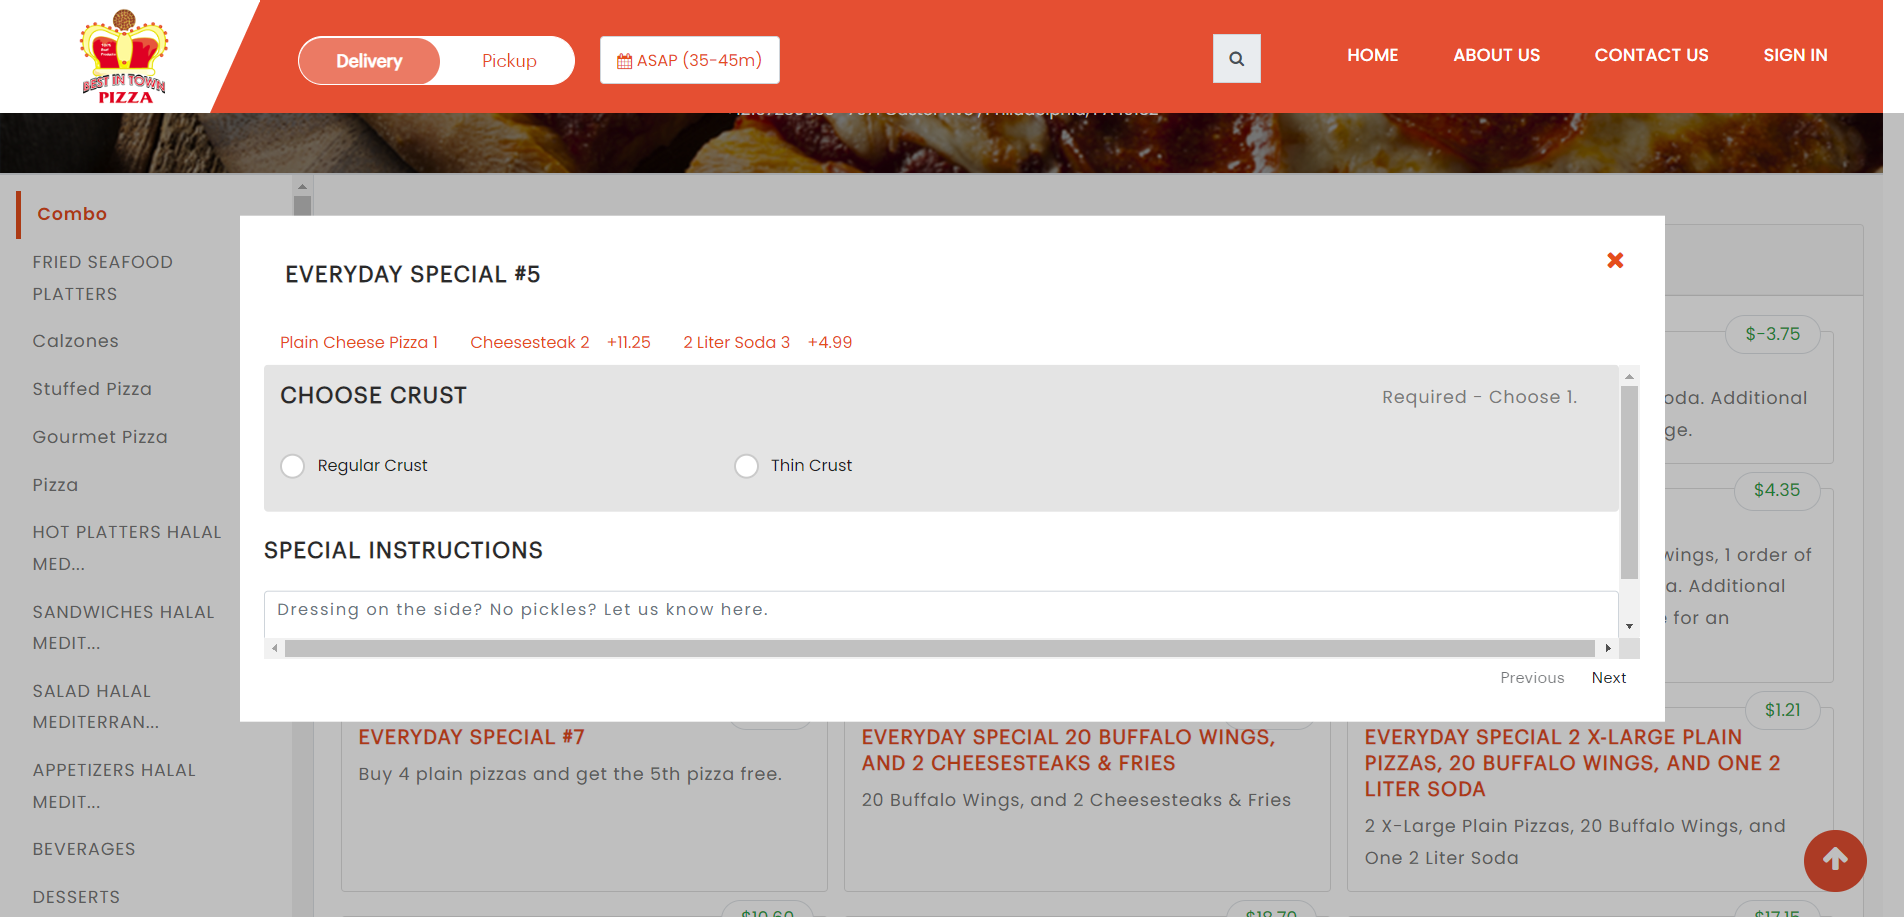 BEST IN TOWN
PIZZA
Delivery
Pickup
ASAP (35-45m)
HOME
ABOUT US
CONTACT US
SIGN IN
Combo
FRIED SEAFOOD
PLATTERS
Calzones
Stuffed Pizza
Gourmet Pizza
Pizza
HOT PLATTERS HALAL
MED...
SANDWICHES HALAL
MEDIT...
SALAD HALAL
MEDITERRAN...
APPETIZERS HALAL
MEDIT...
BEVERAGES
DESSERTS
EVERYDAY SPECIAL #5
Plain Cheese Pizza 1 Cheesesteak 2 +11.25 2 Liter Soda 3 +4.99
CHOOSE CRUST
Required - Choose 1.
Regular Crust
Thin Crust
SPECIAL INSTRUCTIONS
Dressing on the side? No pickles? Let us know here.
Previous
Next
$-3.75
oda. Additional
ge.
$4.35
wings, 1 order of
a. Additional
for an
EVERYDAY SPECIAL #7
Buy 4 plain pizzas and get the 5th pizza free.
EVERYDAY SPECIAL 20 BUFFALO WINGS,
AND 2 CHEESESTEAKS & FRIES
20 Buffalo Wings, and 2 Cheesesteaks & Fries
$1.21
EVERYDAY SPECIAL 2 X-LARGE PLAIN
PIZZAS, 20 BUFFALO WINGS, AND ONE 2
LITER SODA
2 X-Large Plain Pizzas, 20 Buffalo Wings, and
One 2 Liter Soda
$10.60
$18.70
$17.15